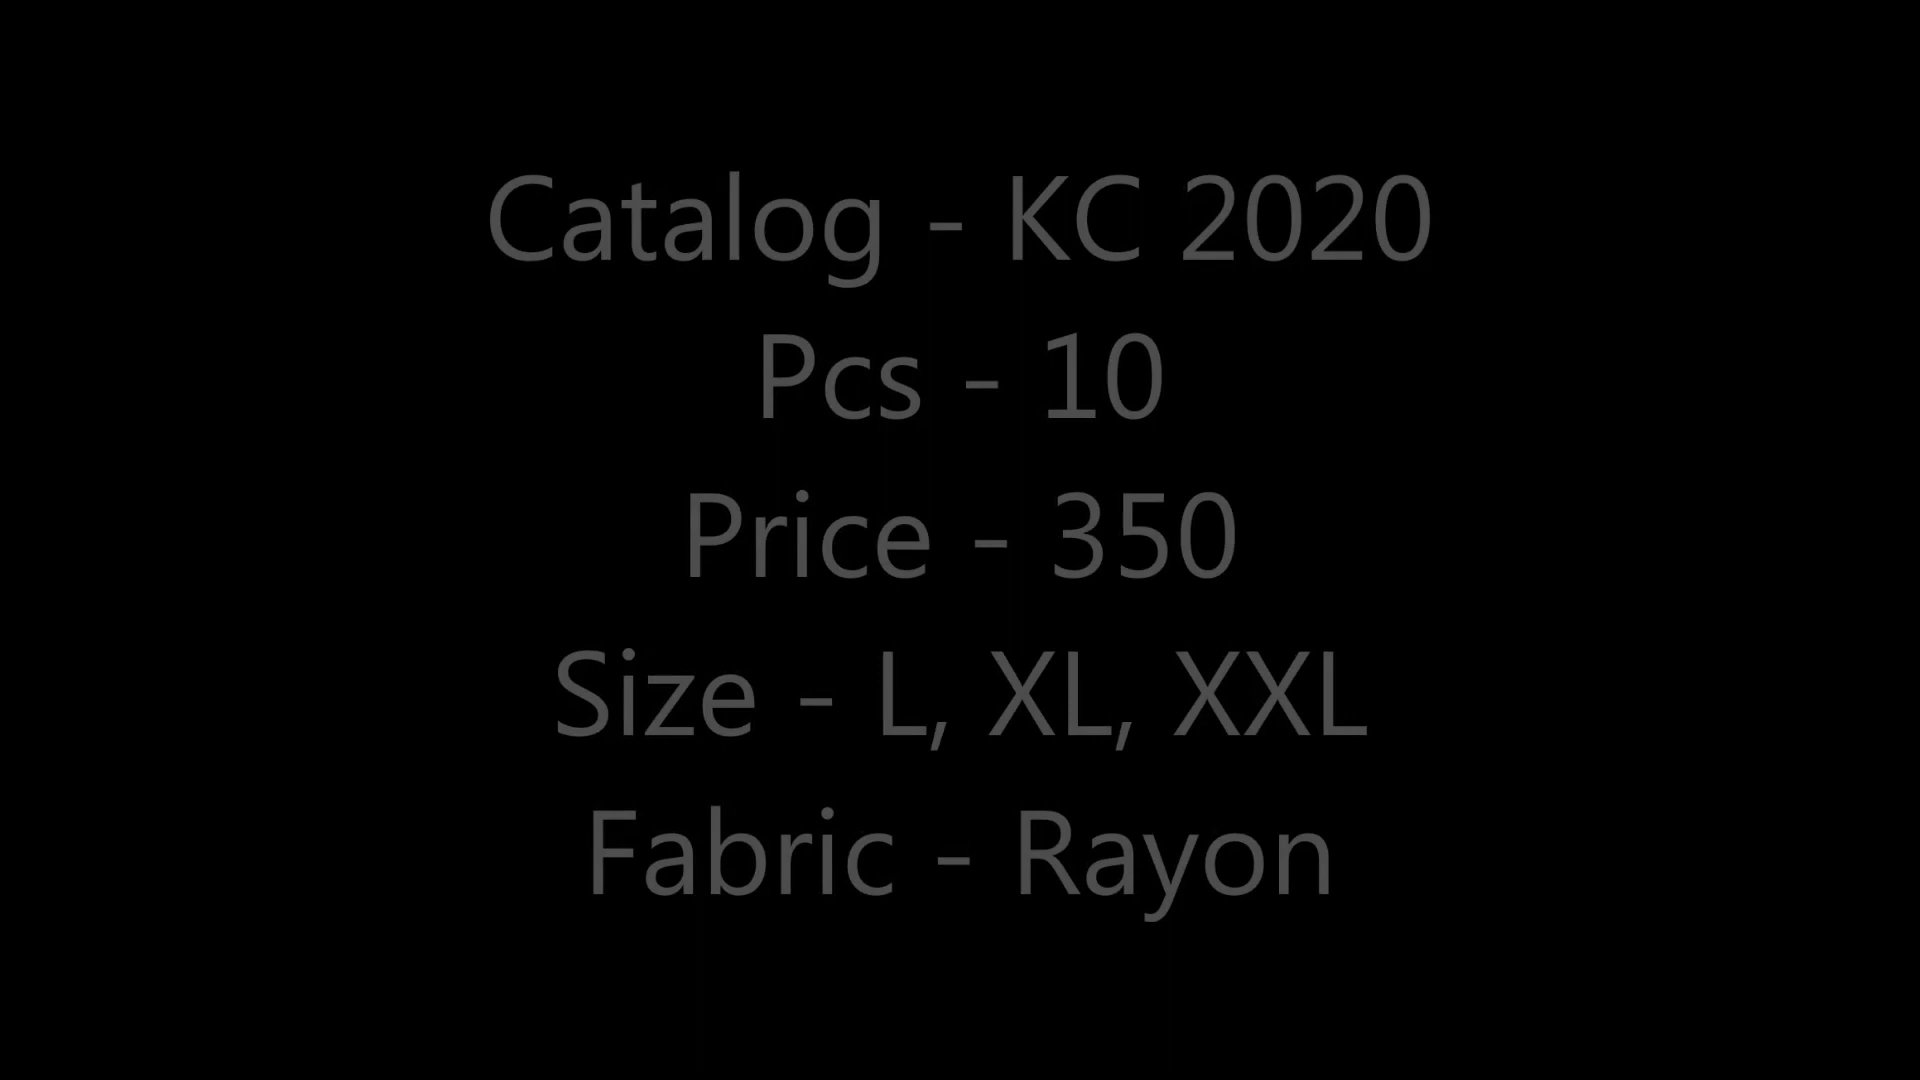 Catalog - KC 2020
Pcs - 10
Price - 350
Size - L, XL, XXL
Fabric - Rayon